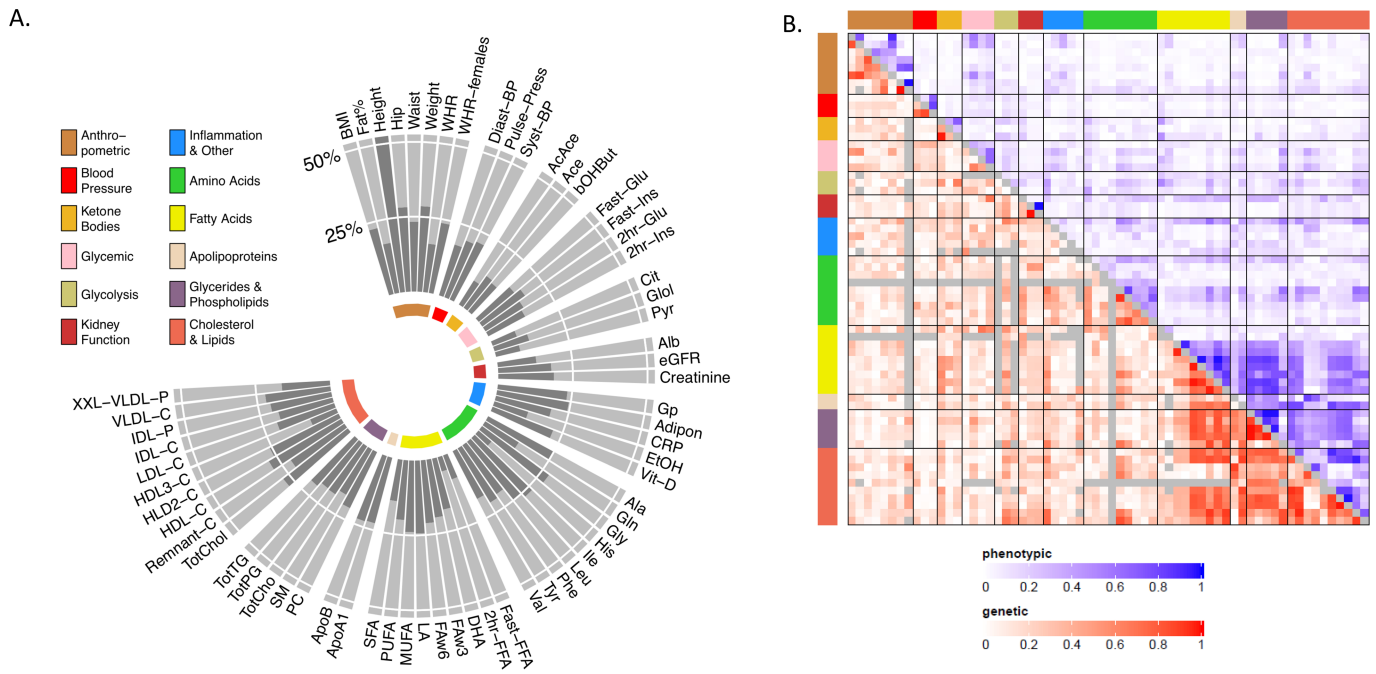 A.
B.
Anthro–
pometric
Blood
Pressure
Ketone
Bodies
Glycemic
Glycolysis
Kidney
Function
Inflammation
& Other
Amino Acids
Fatty Acids
Apolipoproteins
Glycerides &
Phospholipids
Cholesterol
& Lipids
50%
25%
BMI
Fat%
Height
Hip
Waist
Weight
WHR
WHR–females
Diast–BP
Pulse–Press
Syst–BP
AcAce
Ace
bOHBut
Fast–Glu
Fast–Ins
2hr–Glu
2hr–Ins
Cit
Glol
Pyr
Alb
eGFR
Creatinine
Gp
Adipon
CRP
EtOH
Vit–D
Ala
Gln
Gly
His
Ile
Leu
Phe
Tyr
Val
Fast–FFA
2hr–FFA
DHA
FAw3
FAw6
LA
MUFA
PUFA
SFA
ApoA1
ApoB
PC
SM
TotCho
TotPG
TotTG
TotChol
Remnant–C
HDL–C
HLD2–C
HDL3–C
LDL–C
IDL–C
IDL–P
VLDL–C
XXL–VLDL–P
phenotypic
0 0.2 0.4 0.6 0.8 1
genetic
0 0.2 0.4 0.6 0.8 1